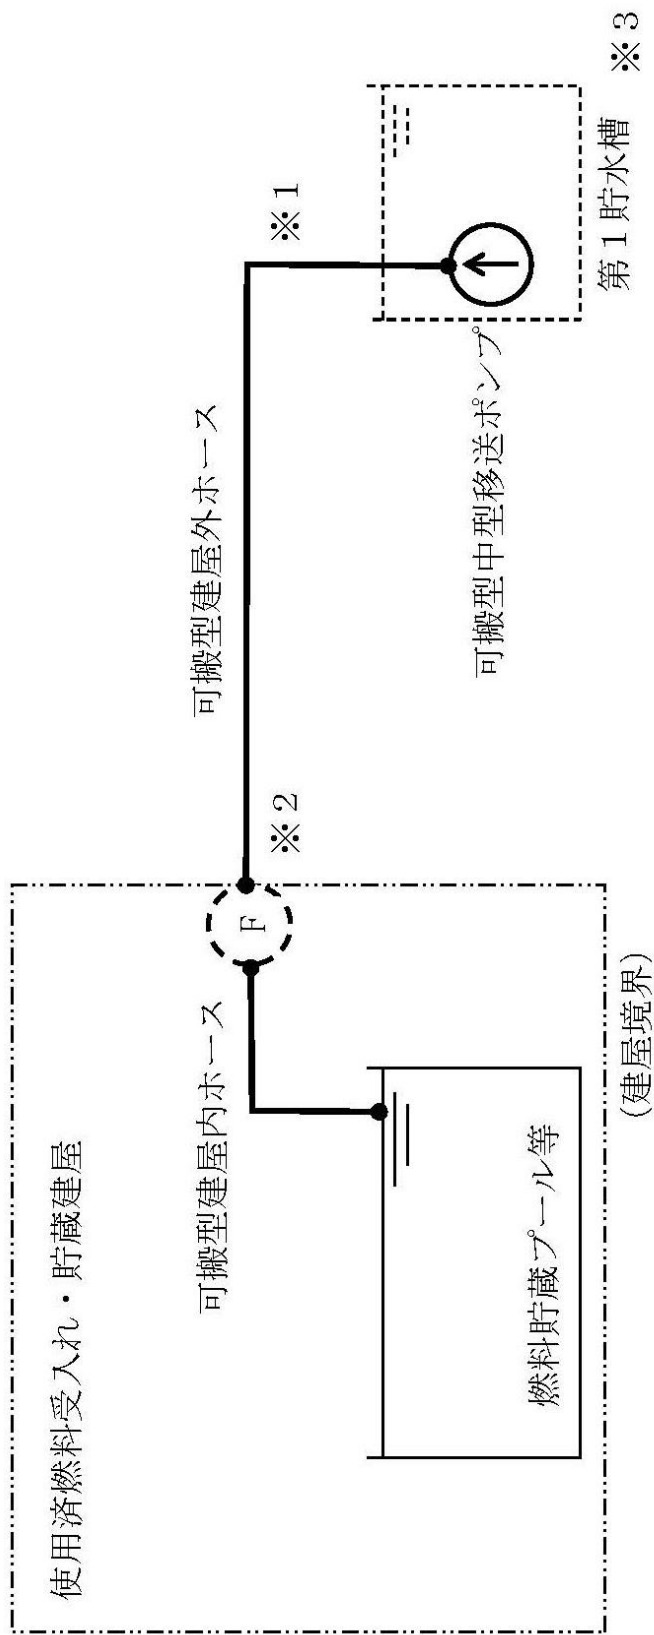 使用済燃料受入れ・貯蔵建屋
可搬型建屋内ホース
F
※2
可搬型建屋外ホース
※1
燃料貯蔵プール等
(建屋境界)
可搬型中型移送ポンプ
第1貯水槽
※3